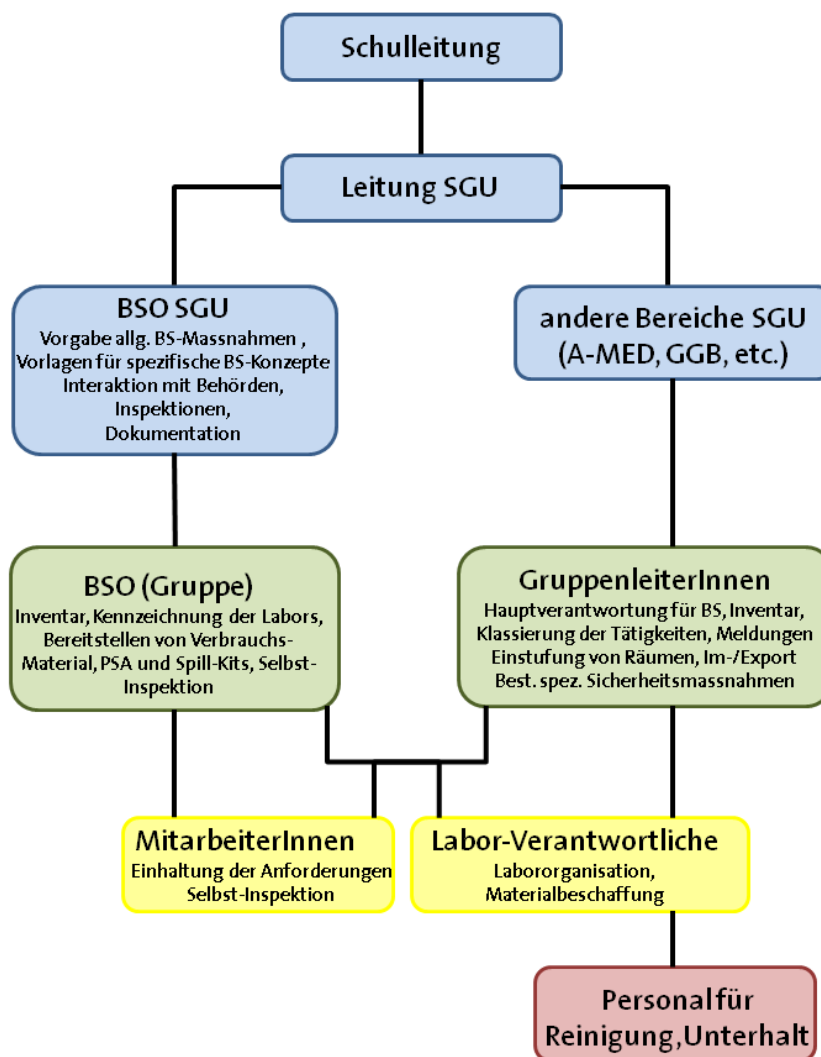 Schulleitung
Leitung SGU
BSO SGU
Vorgabe allg. BS-Massnahmen ,
Vorlagen für spezifische BS-Konzepte
Interaktion mit Behörden,
Inspektionen,
Dokumentation
andere Bereiche SGU
(A-MED, GGB, etc.)
BSO (Gruppe)
Inventar, Kennzeichnung der Labors,
Bereitstellen von Verbrauchs-
Material, PSA und Spill-Kits, Selbst-
Inspektion
GruppenleiterInnen
Hauptverantwortung für BS, Inventar,
Klassierung der Tätigkeiten, Meldungen
Einstufung von Räumen, Im-/Export
Best. spez. Sicherheitsmassnahmen
MitarbeiterInnen
Einhaltung der Anforderungen
Selbst-Inspektion
Labor-Verantwortliche
Labororganisation,
Materialbeschaffung
Personal für
Reinigung, Unterhalt